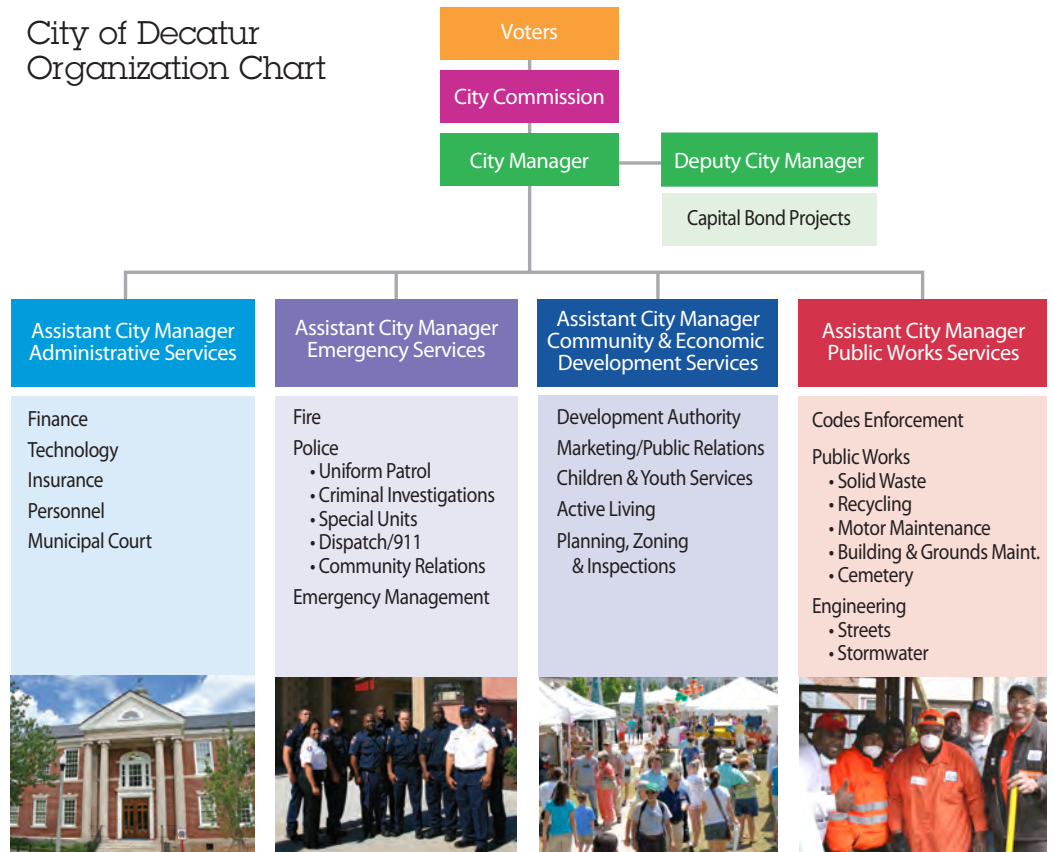 City of Decatur
Organization Chart
Voters
City Commission
City Manager
Deputy City Manager
Capital Bond Projects
Assistant City Manager
Administrative Services
Finance
Technology
Insurance
Personnel
Municipal Court
Assistant City Manager
Emergency Services
Fire
Police
• Uniform Patrol
• Criminal Investigations
• Special Units
• Dispatch/911
• Community Relations
Emergency Management
Assistant City Manager
Community & Economic
Development Services
Development Authority
Marketing/Public Relations
Children & Youth Services
Active Living
Planning, Zoning
& Inspections
Assistant City Manager
Public Works Services
Codes Enforcement
Public Works
• Solid Waste
• Recycling
• Motor Maintenance
• Building & Grounds Maint.
• Cemetery
Engineering
• Streets
• Stormwater